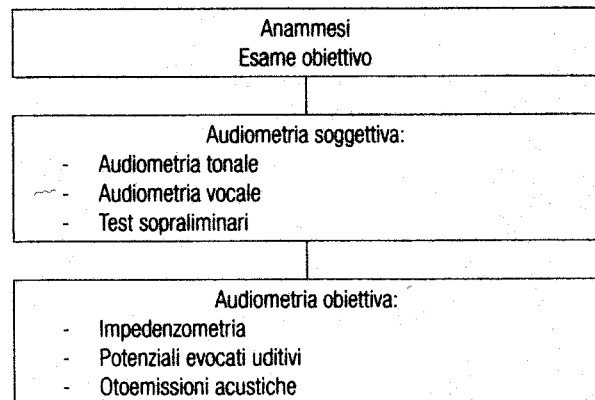 Anammesi
Esame obiettivo
Audiometria soggettiva:
- Audiometria tonale
- Audiometria vocale
- Test sopraliminari
Audiometria obiettiva:
- Impedenzometria
- Potenziali evocati uditivi
- Otoemissioni acustiche